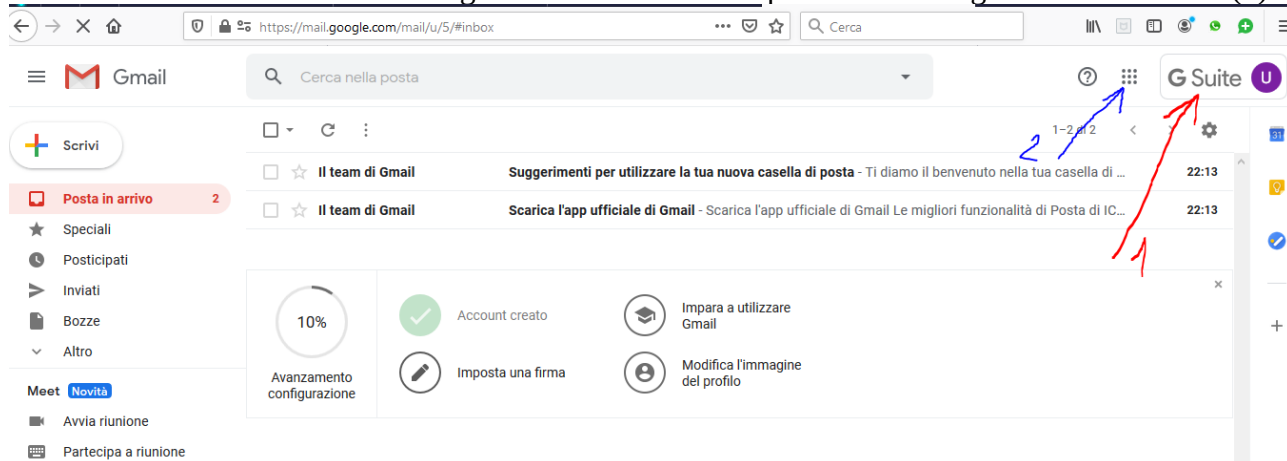 https://mail.google.com/mail/u/5/#inbox
Cerca
Gmail
Cerca nella posta
G Suite
U
Scrivi
1–2 di 2
31
Il team di Gmail Suggerimenti per utilizzare la tua nuova casella di posta - Ti diamo il benvenuto nella tua casella di ... 22:13
Posta in arrivo 2
Il team di Gmail Scarica l'app ufficiale di Gmail - Scarica l'app ufficiale di Gmail Le migliori funzionalità di Posta di IC... 22:13
2
1
Speciali
Posticipati
Inviati
Bozze
Altro
10%
Avanzamento
configurazione
Account creato
Impara a utilizzare
Gmail
Imposta una firma
Modifica l'immagine
del profilo
Meet Novità
Avvia riunione
Partecipa a riunione